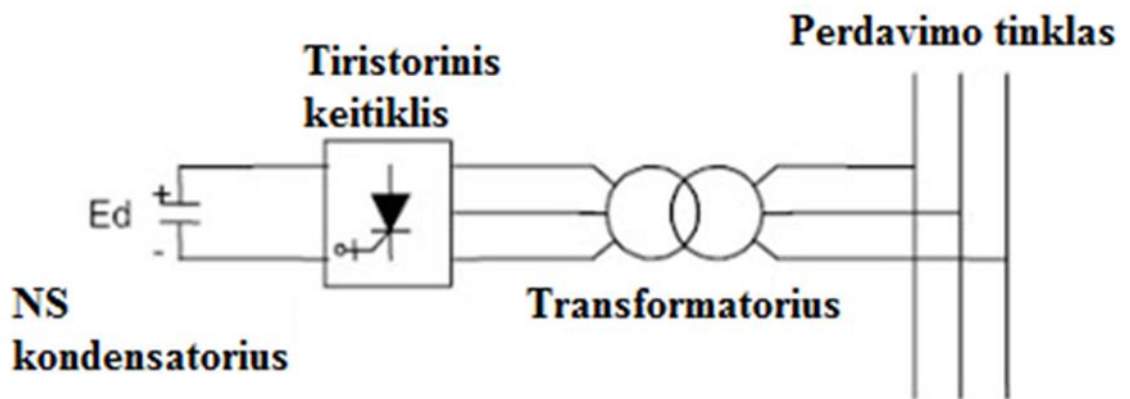 Perdavimo tinklas
Tiristorinis
keitiklis
Ed
+
-
NS
kondensatorius
Transformatorius